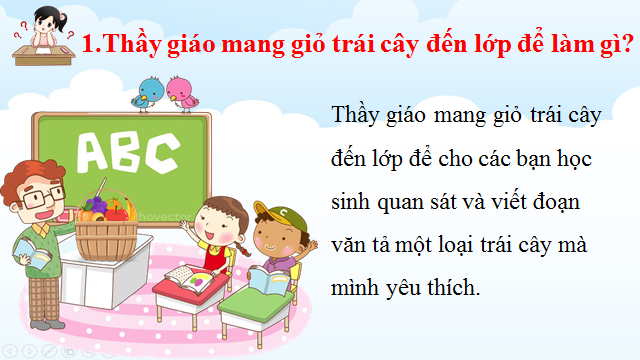 1.Thầy giáo mang giỏ trái cây đến lớp để làm gì?
Thầy giáo mang giỏ trái cây
đến lớp để cho các bạn học
sinh quan sát và viết đoạn
văn tả một loại trái cây mà
mình yêu thích.
ABC